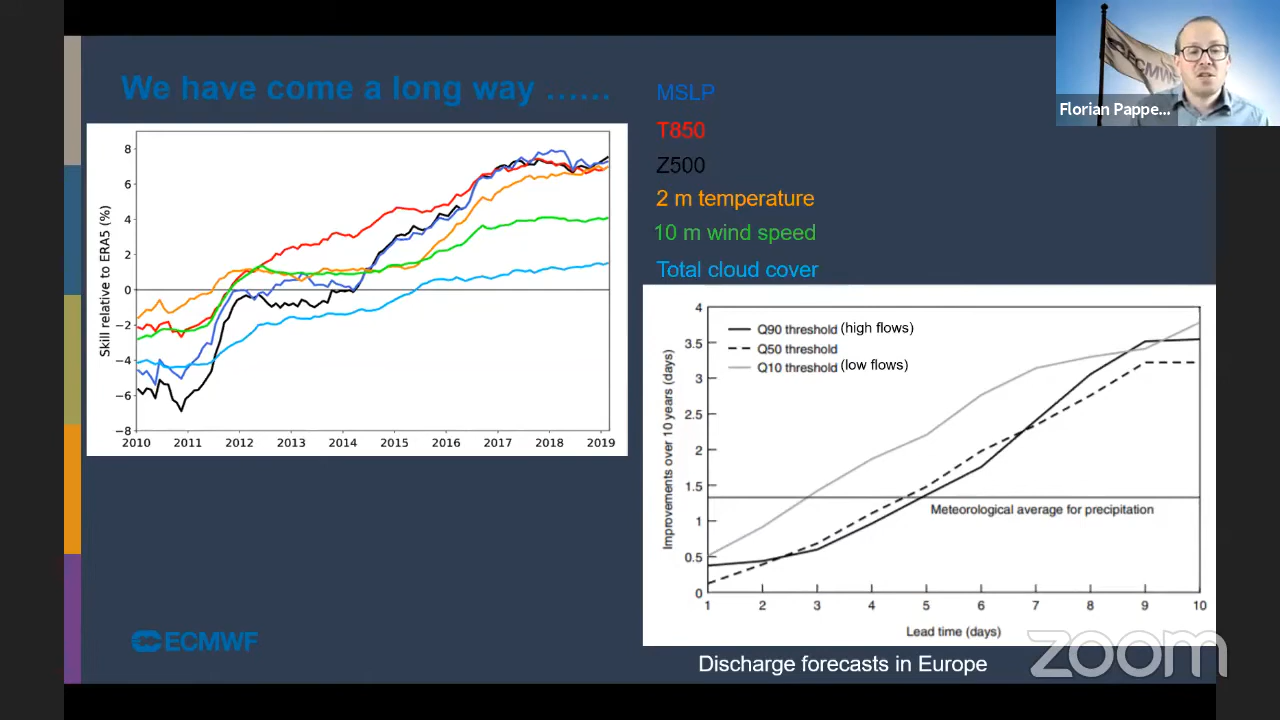 We have come a long way ……
MSLP
T850
Z500
2 m temperature
10 m wind speed
Total cloud cover
ECMWF
Florian Pappe...
Skill relative to ERA5 (%)
8
6
4
2
0
−2
−4
−6
−8
2010 2011 2012 2013 2014 2015 2016 2017 2018 2019
Improvements over 10 years (days)
4
3.5
3
2.5
2
1.5
1
0.5
0
Q90 threshold (high flows)
Q50 threshold
Q10 threshold (low flows)
Meteorological average for precipitation
1 2 3 4 5 6 7 8 9 10
Lead time (days)
Discharge forecasts in Europe
ECMWF
zoom